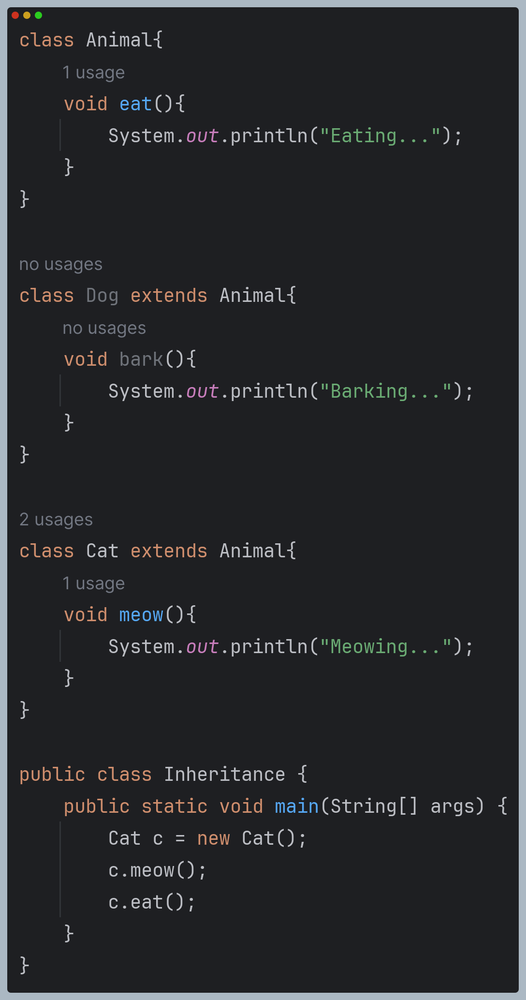 class Animal{
1 usage
void eat(){
System.out.println("Eating...");
}
}
no usages
class Dog extends Animal{
no usages
void bark(){
System.out.println("Barking...");
}
}
2 usages
class Cat extends Animal{
1 usage
void meow(){
System.out.println("Meowing...");
}
}
public class Inheritance {
public static void main(String[] args) {
Cat c = new Cat();
c.meow();
c.eat();
}
}